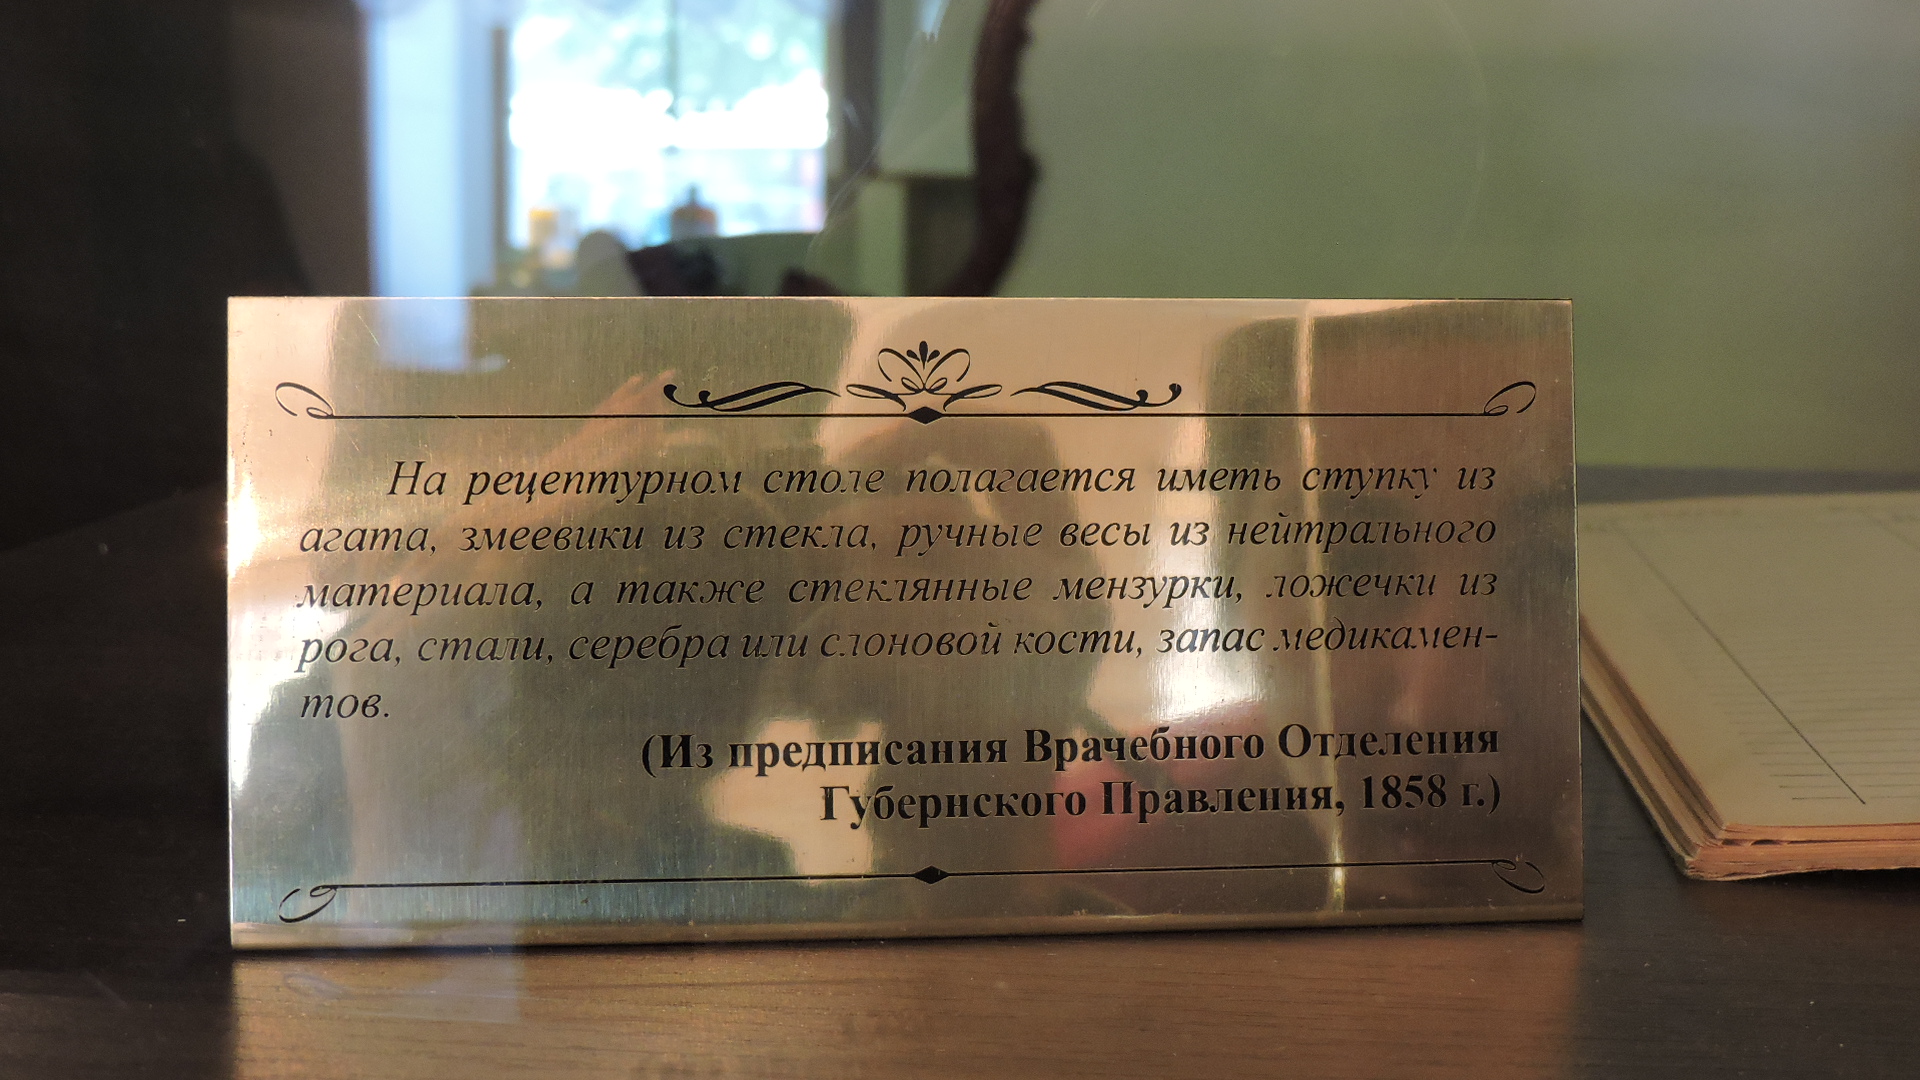 На рецептурном столе полагается иметь ступку из
агата, змеевики из стекла, ручные весы из нейтрального
материала, а также стеклянные мензурки, ложечки из
рога, стали, серебра или слоновой кости, запас медикамен-
тов.
(Из предписания Врачебного Отделения
Губернского Правления, 1858 г.)